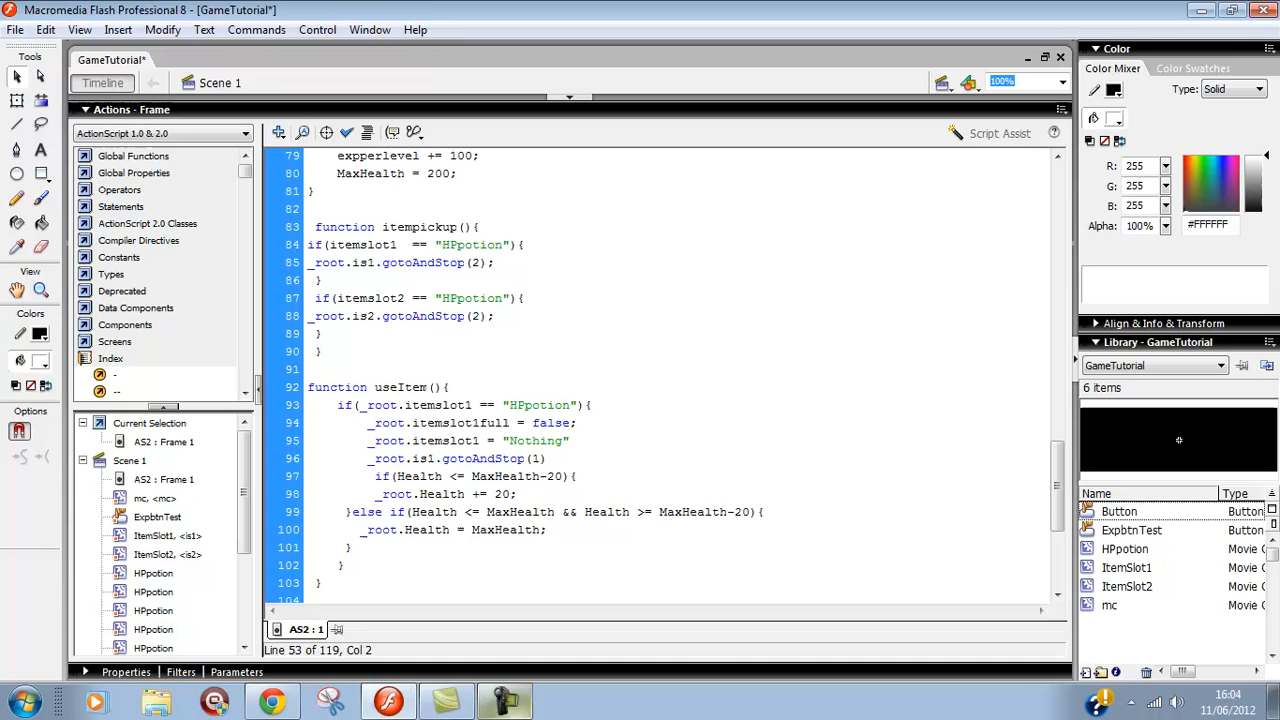 Macromedia Flash Professional 8 - [GameTutorial*]
File Edit View Insert Modify Text Commands Control Window Help
Tools
View
Colors
Options
GameTutorial*
Timeline
Scene 1
100%
Actions - Frame
ActionScript 1.0 & 2.0
Global Functions
Global Properties
Operators
Statements
ActionScript 2.0 Classes
Compiler Directives
Constants
Types
Deprecated
Data Components
Components
Screens
Index
-
--
Current Selection
AS2 : Frame 1
Scene 1
AS2 : Frame 1
mc, <mc>
ExpbtnTest
ItemSlot1, <is1>
ItemSlot2, <is2>
HPpotion
HPpotion
HPpotion
HPpotion
HPpotion
Script Assist
79 expperlevel += 100;
80 MaxHealth = 200;
81 }
82
83 function itempickup(){
84 if(itemslot1 == "HPpotion"){
85 _root.is1.gotoAndStop(2);
86 }
87 if(itemslot2 == "HPpotion"){
88 _root.is2.gotoAndStop(2);
89 }
90 }
91
92 function useItem(){
93 if(_root.itemslot1 == "HPpotion"){
94 _root.itemslot1full = false;
95 _root.itemslot1 = "Nothing"
96 _root.is1.gotoAndStop(1)
97 if(Health <= MaxHealth-20){
98 _root.Health += 20;
99 }else if(Health <= MaxHealth && Health >= MaxHealth-20){
100 _root.Health = MaxHealth;
101 }
102 }
103 }
104
AS2 : 1
Line 53 of 119, Col 2
Properties Filters Parameters
Color
Color Mixer Color Swatches
Type: Solid
R: 255
G: 255
B: 255
Alpha: 100% #FFFFFF
Align & Info & Transform
Library - GameTutorial
GameTutorial
6 items
Name Type
Button Button
ExpbtnTest Button
HPpotion Movie C
ItemSlot1 Movie C
ItemSlot2 Movie C
mc Movie C
16:04
11/06/2012